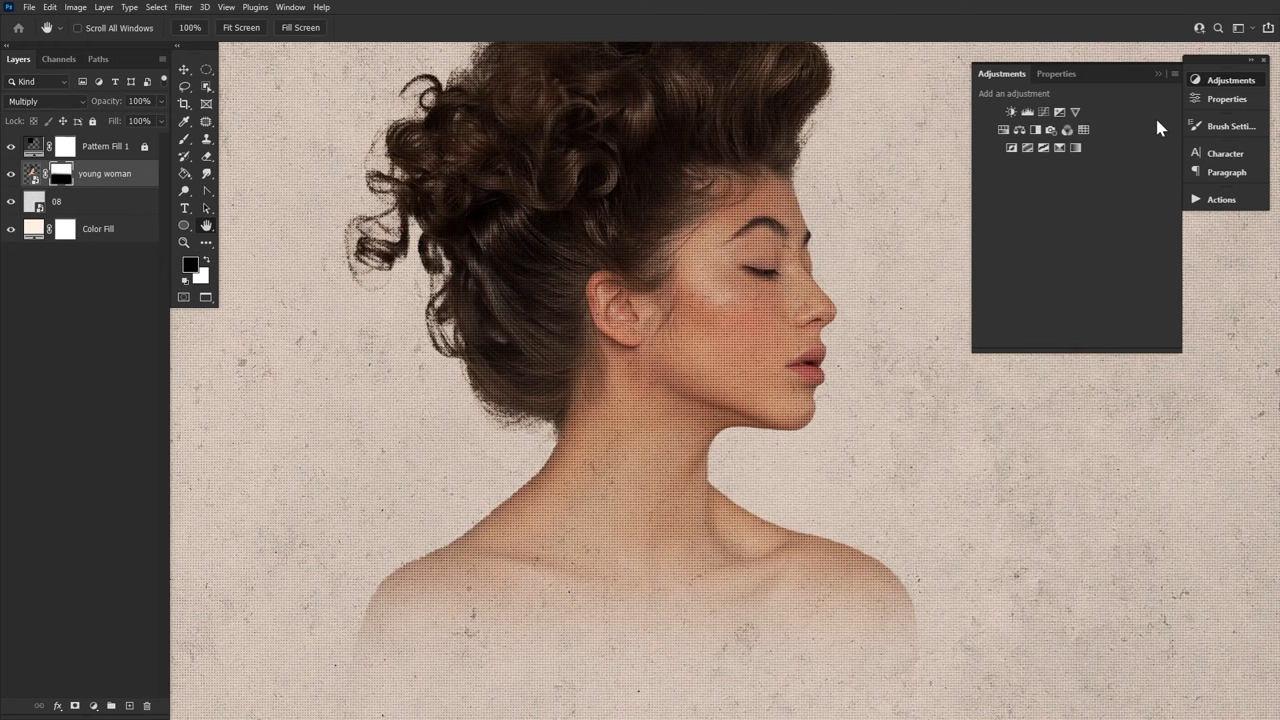 Ps File Edit Image Layer Type Select Filter 3D View Plugins Window Help
Scroll All Windows 100% Fit Screen Fill Screen
Layers Channels Paths
Kind
Multiply Opacity: 100%
Lock: Fill: 100%
Pattern Fill 1
young woman
08
Color Fill
Adjustments Properties
Add an adjustment
Adjustments
Properties
Brush Setti...
Character
Paragraph
Actions